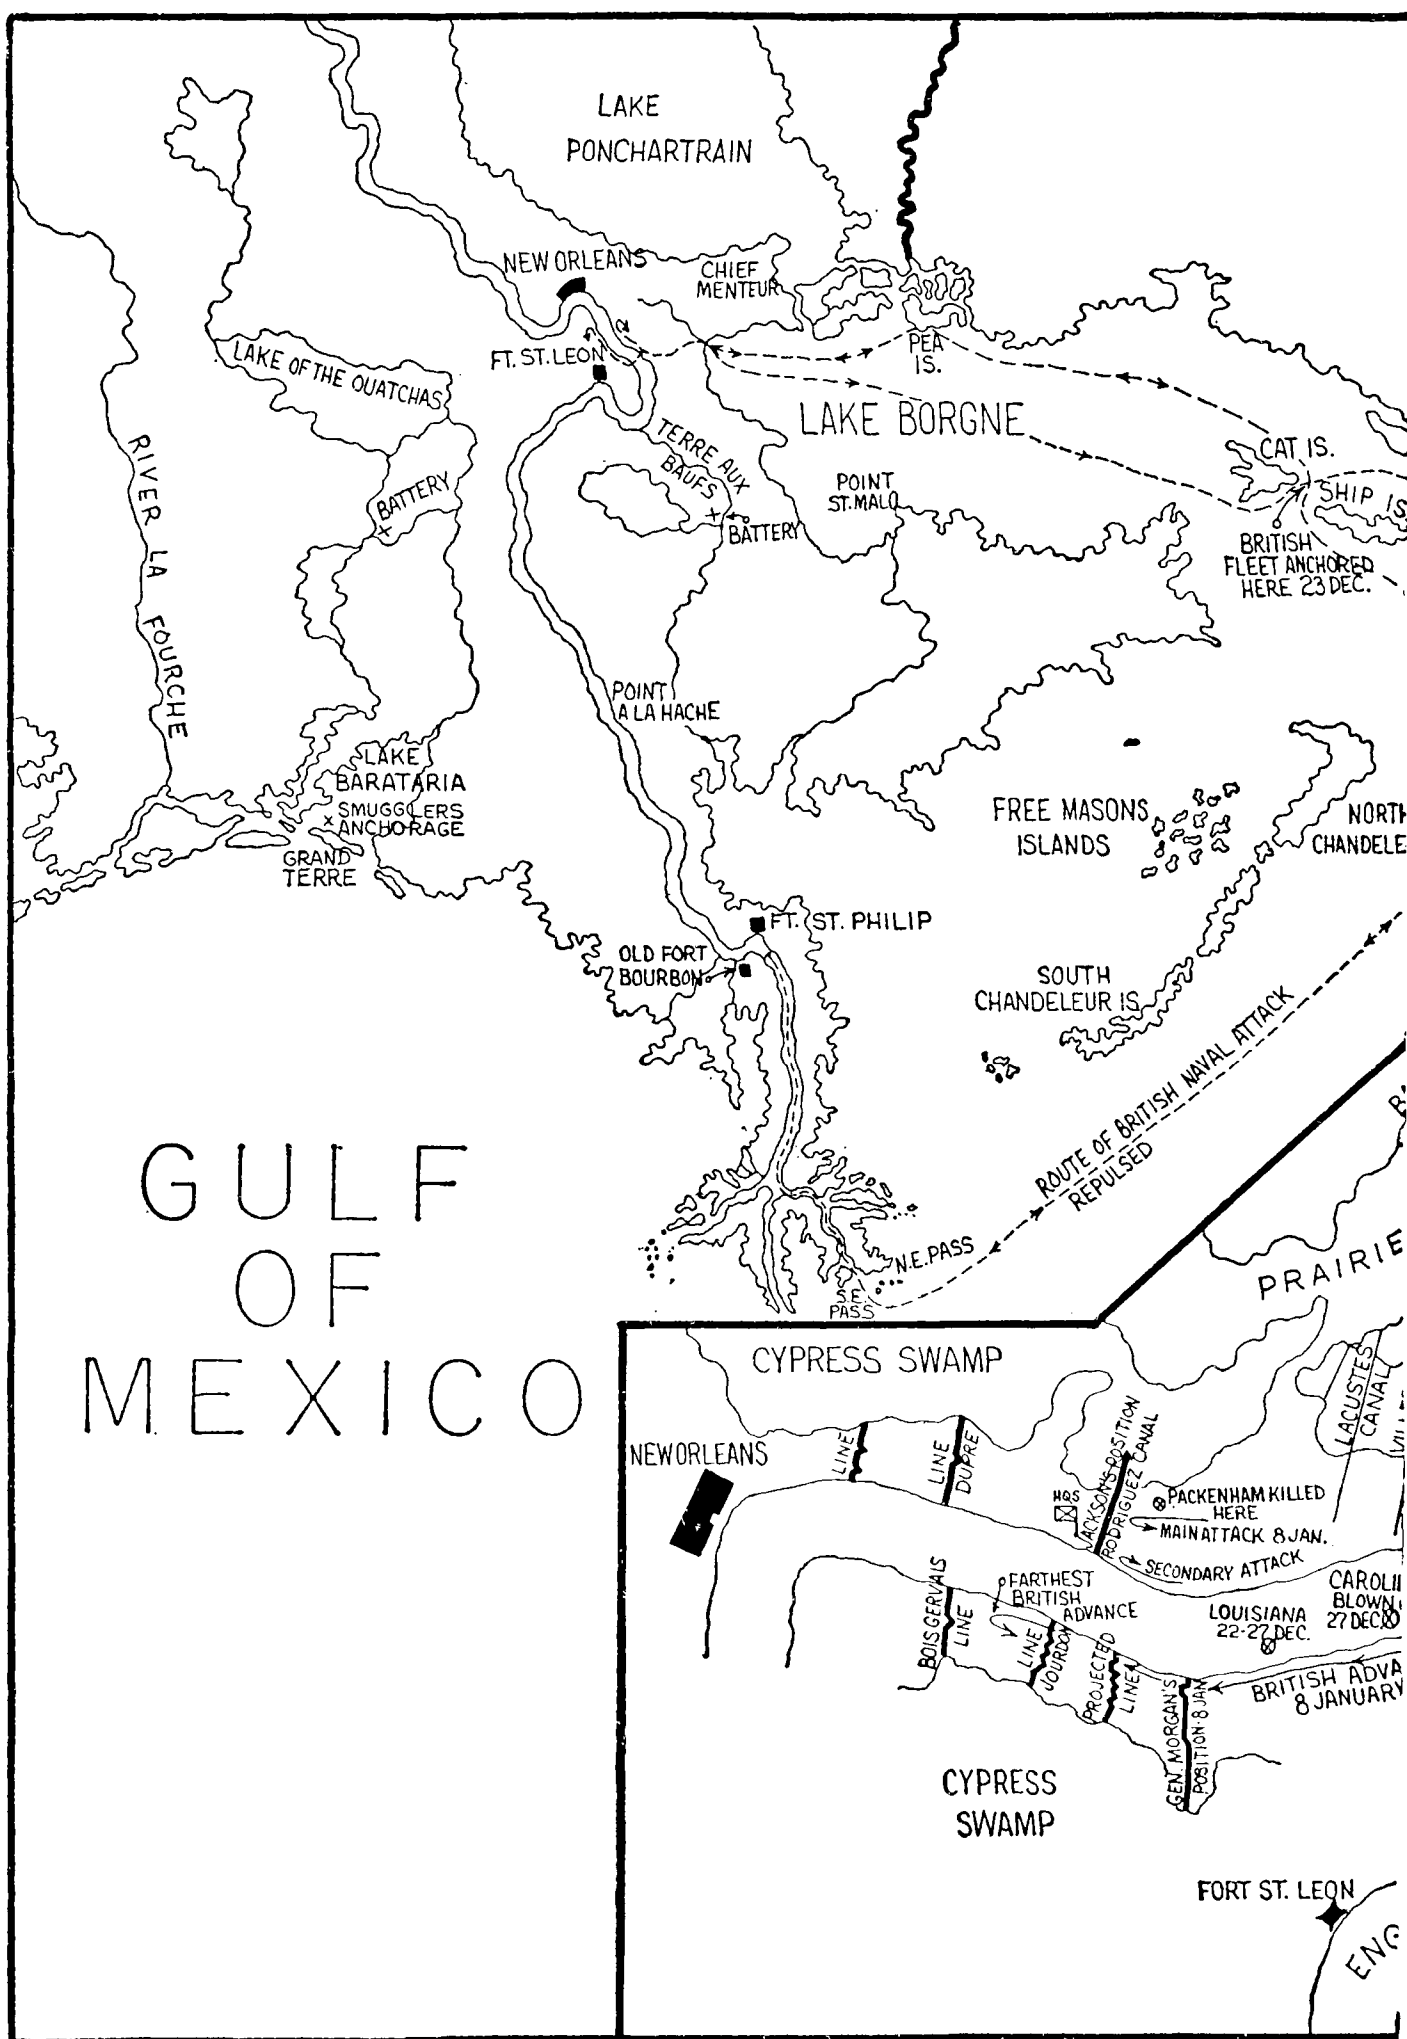 LAKE
PONCHARTRAIN
NEW ORLEANS
CHIEF
MENTEUR
FT. ST. LEON
PEA
IS.
LAKE OF THE OUATCHAS
LAKE BORGNE
TERRE AUX
BAUFS
RIVER LA FOURCHE
BATTERY
BATTERY
POINT
ST. MALO
CAT IS.
SHIP IS
BRITISH
FLEET ANCHORED
HERE 23 DEC.
POINT
A LA HACHE
LAKE
BARATARIA
SMUGGLERS
ANCHORAGE
GRAND
TERRE
FREE MASONS
ISLANDS
NORTH
CHANDELE
FT. ST. PHILIP
OLD FORT
BOURBON
SOUTH
CHANDELEUR IS.
ROUTE OF BRITISH NAVAL ATTACK
REPULSED
N.E. PASS
S.E.
PASS
GULF
OF
MEXICO
PRAIRIE
CYPRESS SWAMP
LACUSTES
CANAL
NEW ORLEANS
LINE
LINE
DUPRE
HQS
JACKSON'S POSITION
RODRIGUEZ CANAL
PACKENHAM KILLED
HERE
MAIN ATTACK 8 JAN.
SECONDARY ATTACK
BOISGERVAIS
LINE
FARTHEST
BRITISH
ADVANCE
LINE
JOURDON
PROJECTED
LINE
LOUISIANA
22-27 DEC.
CAROLI
BLOWN
27 DEC.
BRITISH ADVA
8 JANUARY
GEN. MORGAN'S
POSITION-8 JAN
CYPRESS
SWAMP
FORT ST. LEON
ENG